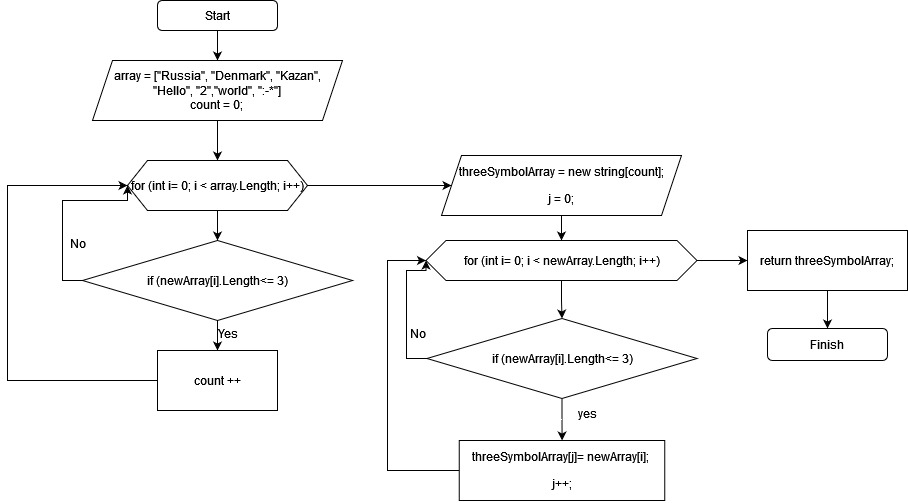 Start
array = ["Russia", "Denmark", "Kazan",
"Hello", "2","world", ":-*"]
count = 0;
for (int i= 0; i < array.Length; i++)
No
if (newArray[i].Length<= 3)
Yes
count ++
threeSymbolArray = new string[count];
j = 0;
for (int i= 0; i < newArray.Length; i++)
No
if (newArray[i].Length<= 3)
yes
threeSymbolArray[j]= newArray[i];
j++;
return threeSymbolArray;
Finish